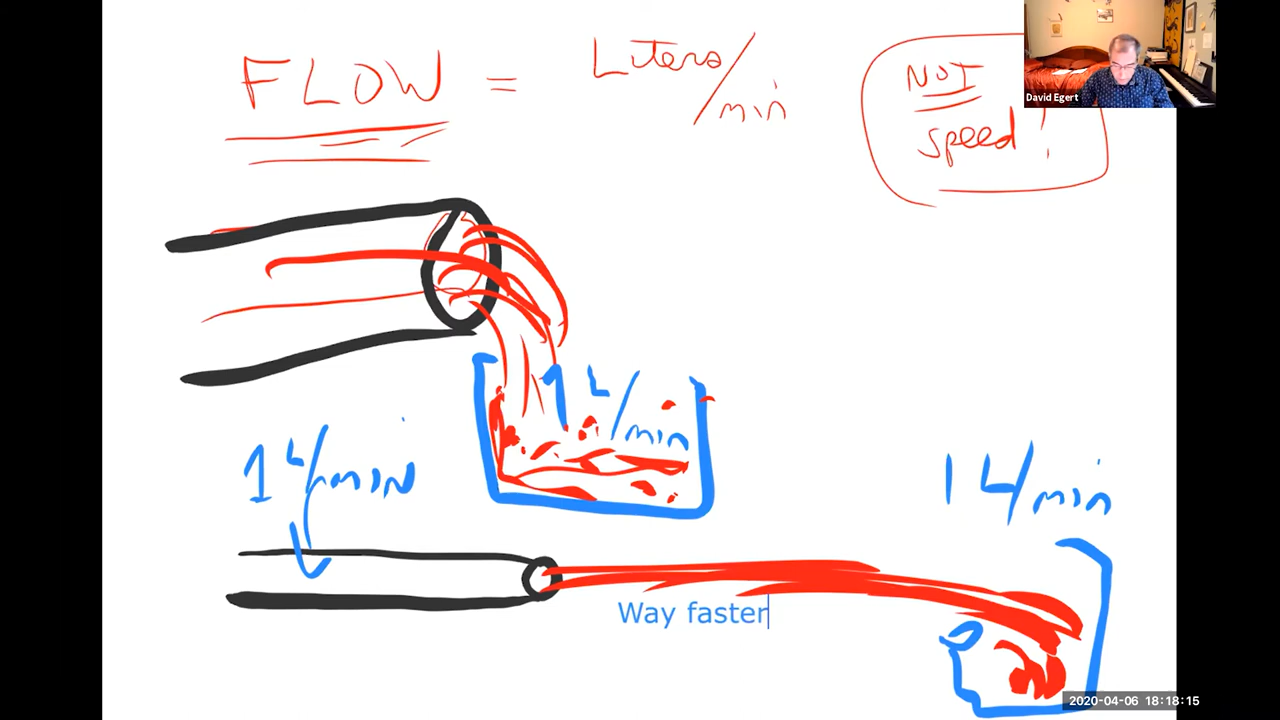 FLOW = Liters/min
NOT
speed!
David Egert
1 L/min
1 L/min
1 L/min
Way faster
2020-04-06 18:18:15